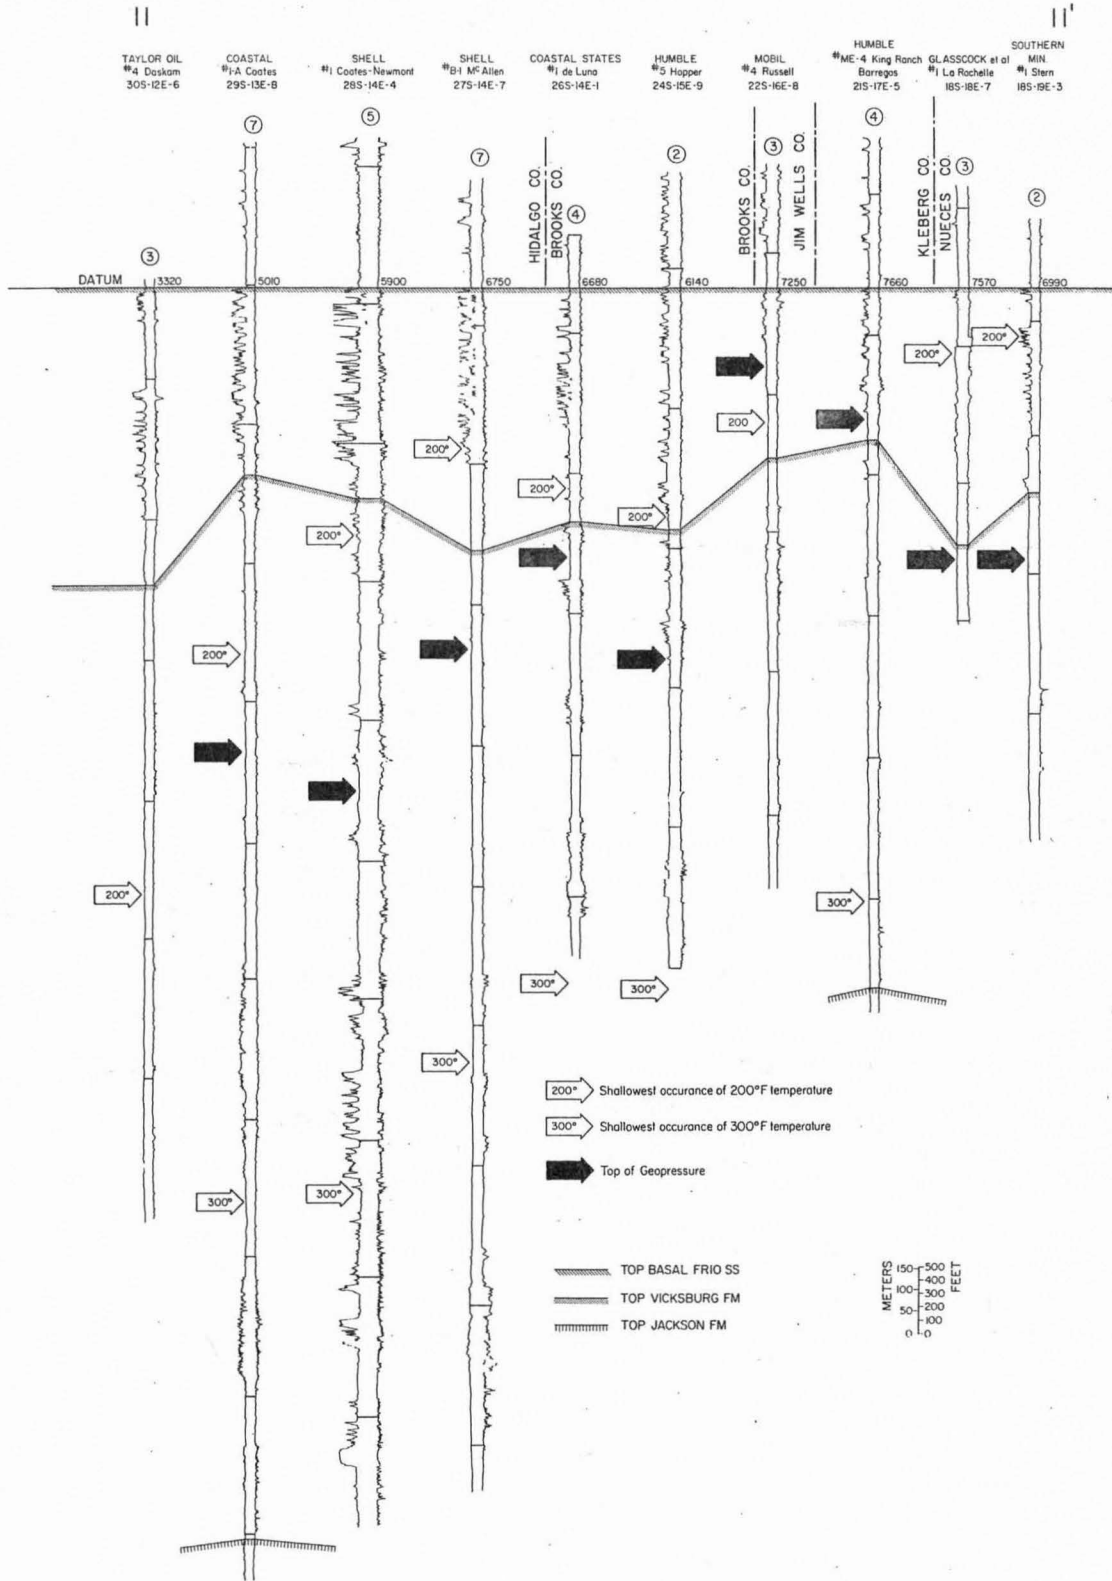 II
II'
TAYLOR OIL
#4 Daskam
30S-12E-6
COASTAL
#1-A Coates
29S-13E-8
SHELL
#1 Coates-Newmont
28S-14E-4
SHELL
#B-1 McAllen
27S-14E-7
COASTAL STATES
#1 de Luna
26S-14E-1
HUMBLE
#5 Hopper
24S-15E-9
MOBIL
#4 Russell
22S-16E-8
HUMBLE
#ME-4 King Ranch
Barregos
21S-17E-5
GLASSCOCK et al
#1 La Rochelle
18S-18E-7
SOUTHERN
MIN.
#1 Stern
18S-19E-3
3
7
5
7
4
2
3
4
3
2
HIDALGO CO.
BROOKS CO.
BROOKS CO.
JIM WELLS CO.
KLEBERG CO.
NUECES CO.
DATUM
3320
5010
5900
6750
6680
6140
7250
7660
7570
6990
200°
200°
200
200°
200°
200°
200°
200°
200°
300°
300°
300°
300°
300°
300°
200° Shallowest occurance of 200°F temperature
300° Shallowest occurance of 300°F temperature
Top of Geopressure
TOP BASAL FRIO SS
TOP VICKSBURG FM
TOP JACKSON FM
METERS
150
100
50
0
500
400
300
200
100
0
FEET